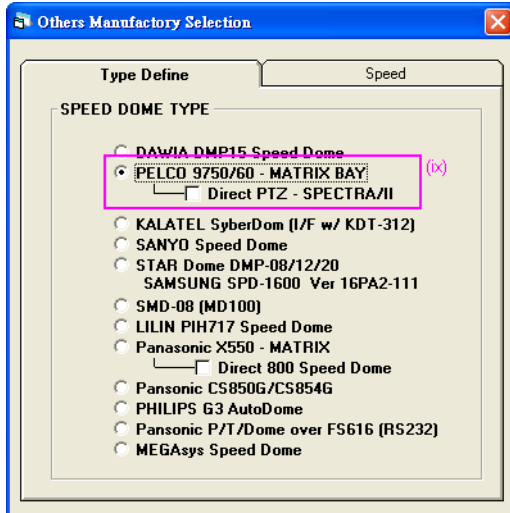 Others Manufactory Selection
Type Define
Speed
SPEED DOME TYPE
DAWIA DMP15 Speed Dome
PELCO 9750/60 - MATRIX BAY
(ix)
Direct PTZ - SPECTRA/II
KALATEL SyberDom (I/F w/ KDT-312)
SANYO Speed Dome
STAR Dome DMP-08/12/20
SAMSUNG SPD-1600 Ver 16PA2-111
SMD-08 (MD100)
LILIN PIH717 Speed Dome
Panasonic X550 - MATRIX
Direct 800 Speed Dome
Pansonic CS850G/CS854G
PHILIPS G3 AutoDome
Pansonic P/T/Dome over FS616 (RS232)
MEGAsys Speed Dome